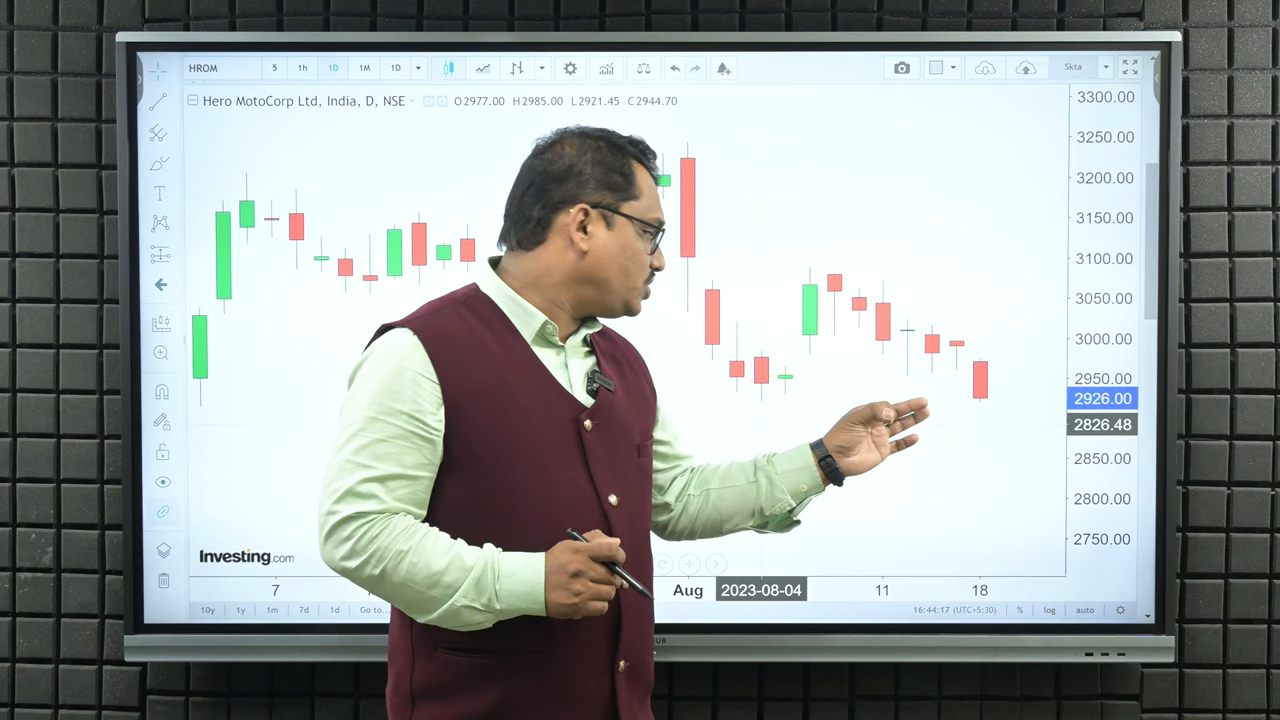 HROM 5 1h 1D 1M 1D 5kta
Hero MotoCorp Ltd, India, D, NSE O2977.00 H2985.00 L2921.45 C2944.70
3300.00
3250.00
3200.00
3150.00
3100.00
3050.00
3000.00
2950.00
2926.00
2826.48
2850.00
2800.00
2750.00
Investing.com
7 Aug 2023-08-04 11 18
10y 1y 1m 7d 1d Go to... 16:44:17 (UTC+5:30) % log auto